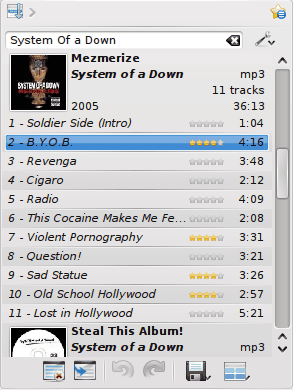 System Of a Down
Mezmerize
System of a Down mp3
11 tracks
2005 36:13
1 - Soldier Side (Intro) 1:04
2 - B.Y.O.B. 4:16
3 - Revenga 3:48
4 - Cigaro 2:12
5 - Radio 4:09
6 - This Cocaine Makes Me Fe... 2:08
7 - Violent Pornography 3:31
8 - Question! 3:21
9 - Sad Statue 3:26
10 - Old School Hollywood 2:57
11 - Lost in Hollywood 5:21
Steal This Album!
System of a Down mp3